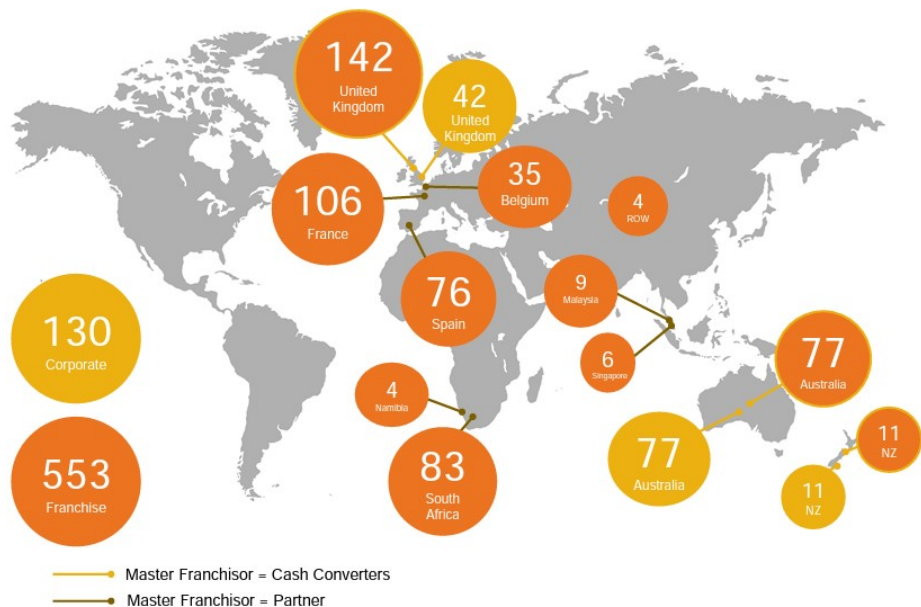 142
United
Kingdom
42
United
Kingdom
106
France
35
Belgium
4
ROW
76
Spain
9
Malaysia
6
Singapore
130
Corporate
77
Australia
4
Namibia
83
South
Africa
77
Australia
11
NZ
11
NZ
553
Franchise
Master Franchisor = Cash Converters
Master Franchisor = Partner